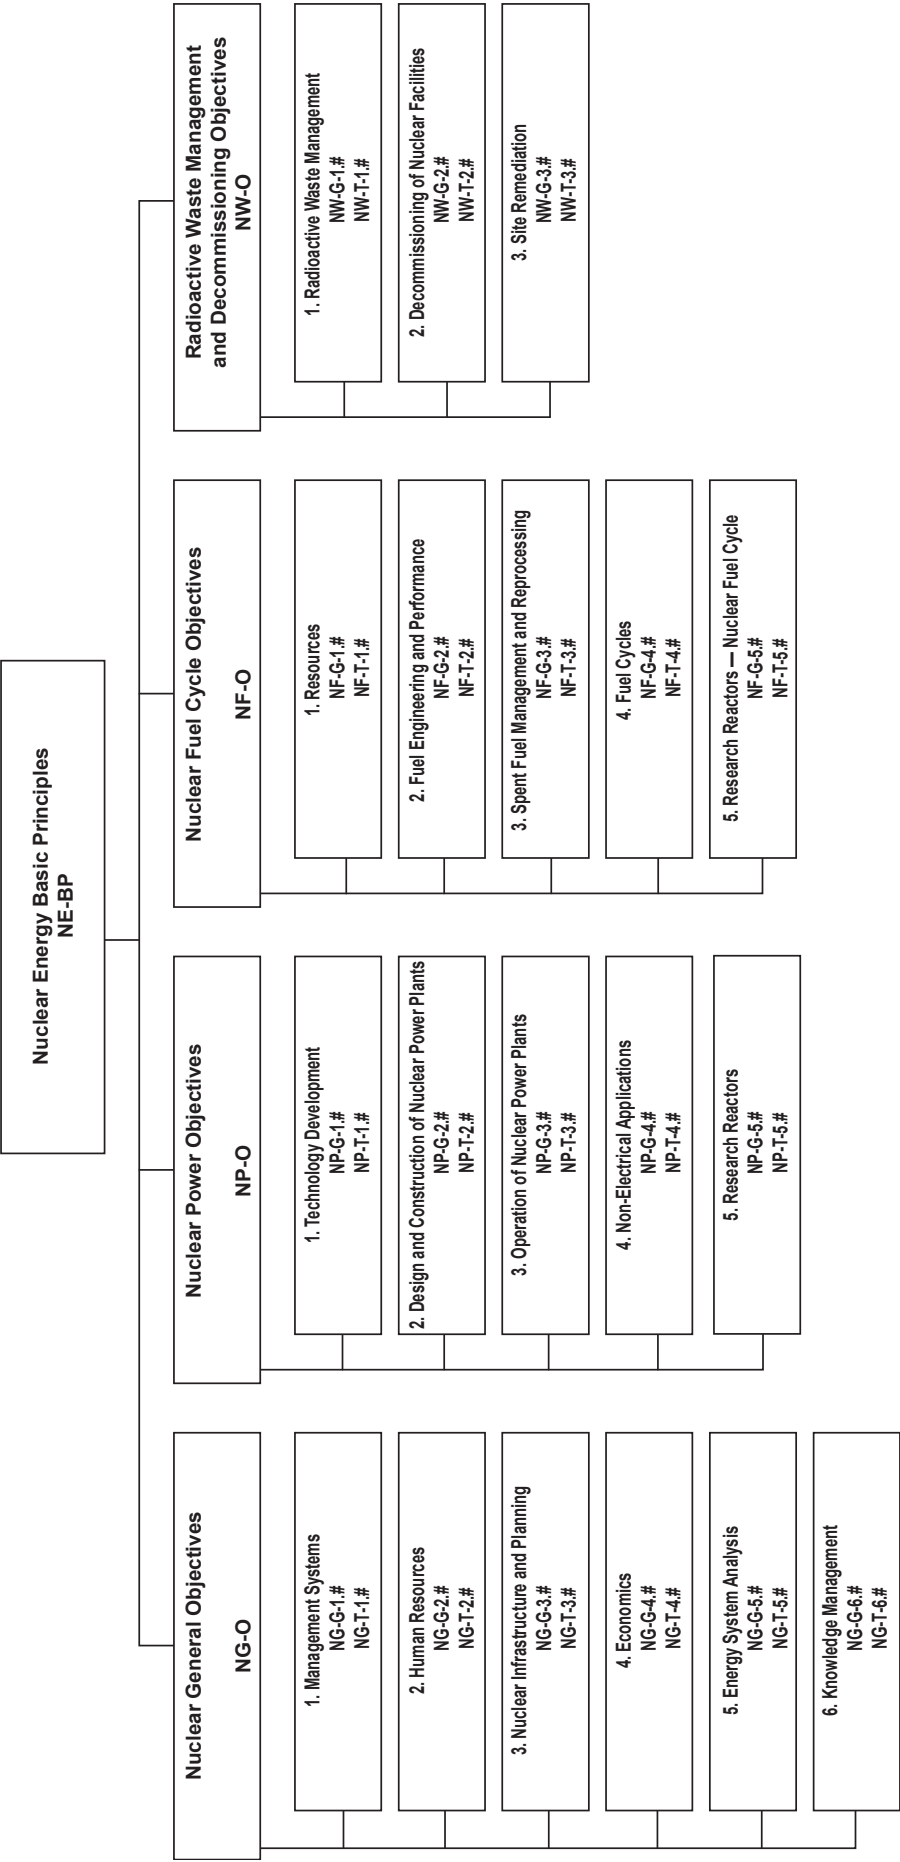 Nuclear Energy Basic Principles
NE-BP
Nuclear General Objectives
NG-O
1. Management Systems
NG-G-1.#
NG-T-1.#
2. Human Resources
NG-G-2.#
NG-T-2.#
3. Nuclear Infrastructure and Planning
NG-G-3.#
NG-T-3.#
4. Economics
NG-G-4.#
NG-T-4.#
5. Energy System Analysis
NG-G-5.#
NG-T-5.#
6. Knowledge Management
NG-G-6.#
NG-T-6.#
Nuclear Power Objectives
NP-O
1. Technology Development
NP-G-1.#
NP-T-1.#
2. Design and Construction of Nuclear Power Plants
NP-G-2.#
NP-T-2.#
3. Operation of Nuclear Power Plants
NP-G-3.#
NP-T-3.#
4. Non-Electrical Applications
NP-G-4.#
NP-T-4.#
5. Research Reactors
NP-G-5.#
NP-T-5.#
Nuclear Fuel Cycle Objectives
NF-O
1. Resources
NF-G-1.#
NF-T-1.#
2. Fuel Engineering and Performance
NF-G-2.#
NF-T-2.#
3. Spent Fuel Management and Reprocessing
NF-G-3.#
NF-T-3.#
4. Fuel Cycles
NF-G-4.#
NF-T-4.#
5. Research Reactors — Nuclear Fuel Cycle
NF-G-5.#
NF-T-5.#
Radioactive Waste Management
and Decommissioning Objectives
NW-O
1. Radioactive Waste Management
NW-G-1.#
NW-T-1.#
2. Decommissioning of Nuclear Facilities
NW-G-2.#
NW-T-2.#
3. Site Remediation
NW-G-3.#
NW-T-3.#